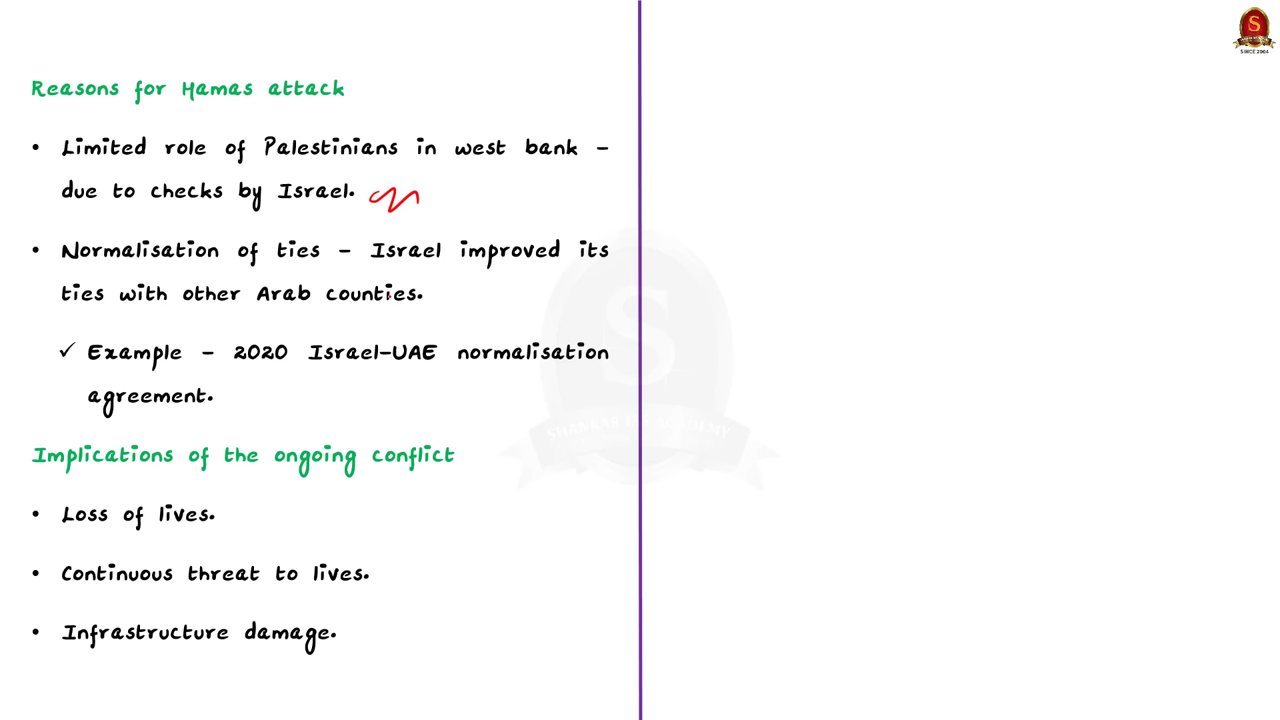 Reasons for Hamas attack
• Limited role of Palestinians in west bank –
due to checks by Israel.
• Normalisation of ties – Israel improved its
ties with other Arab counties.
✓ Example – 2020 Israel-UAE normalisation
agreement.
Implications of the ongoing conflict
• Loss of lives.
• Continuous threat to lives.
• Infrastructure damage.
S
SINCE 2004
S